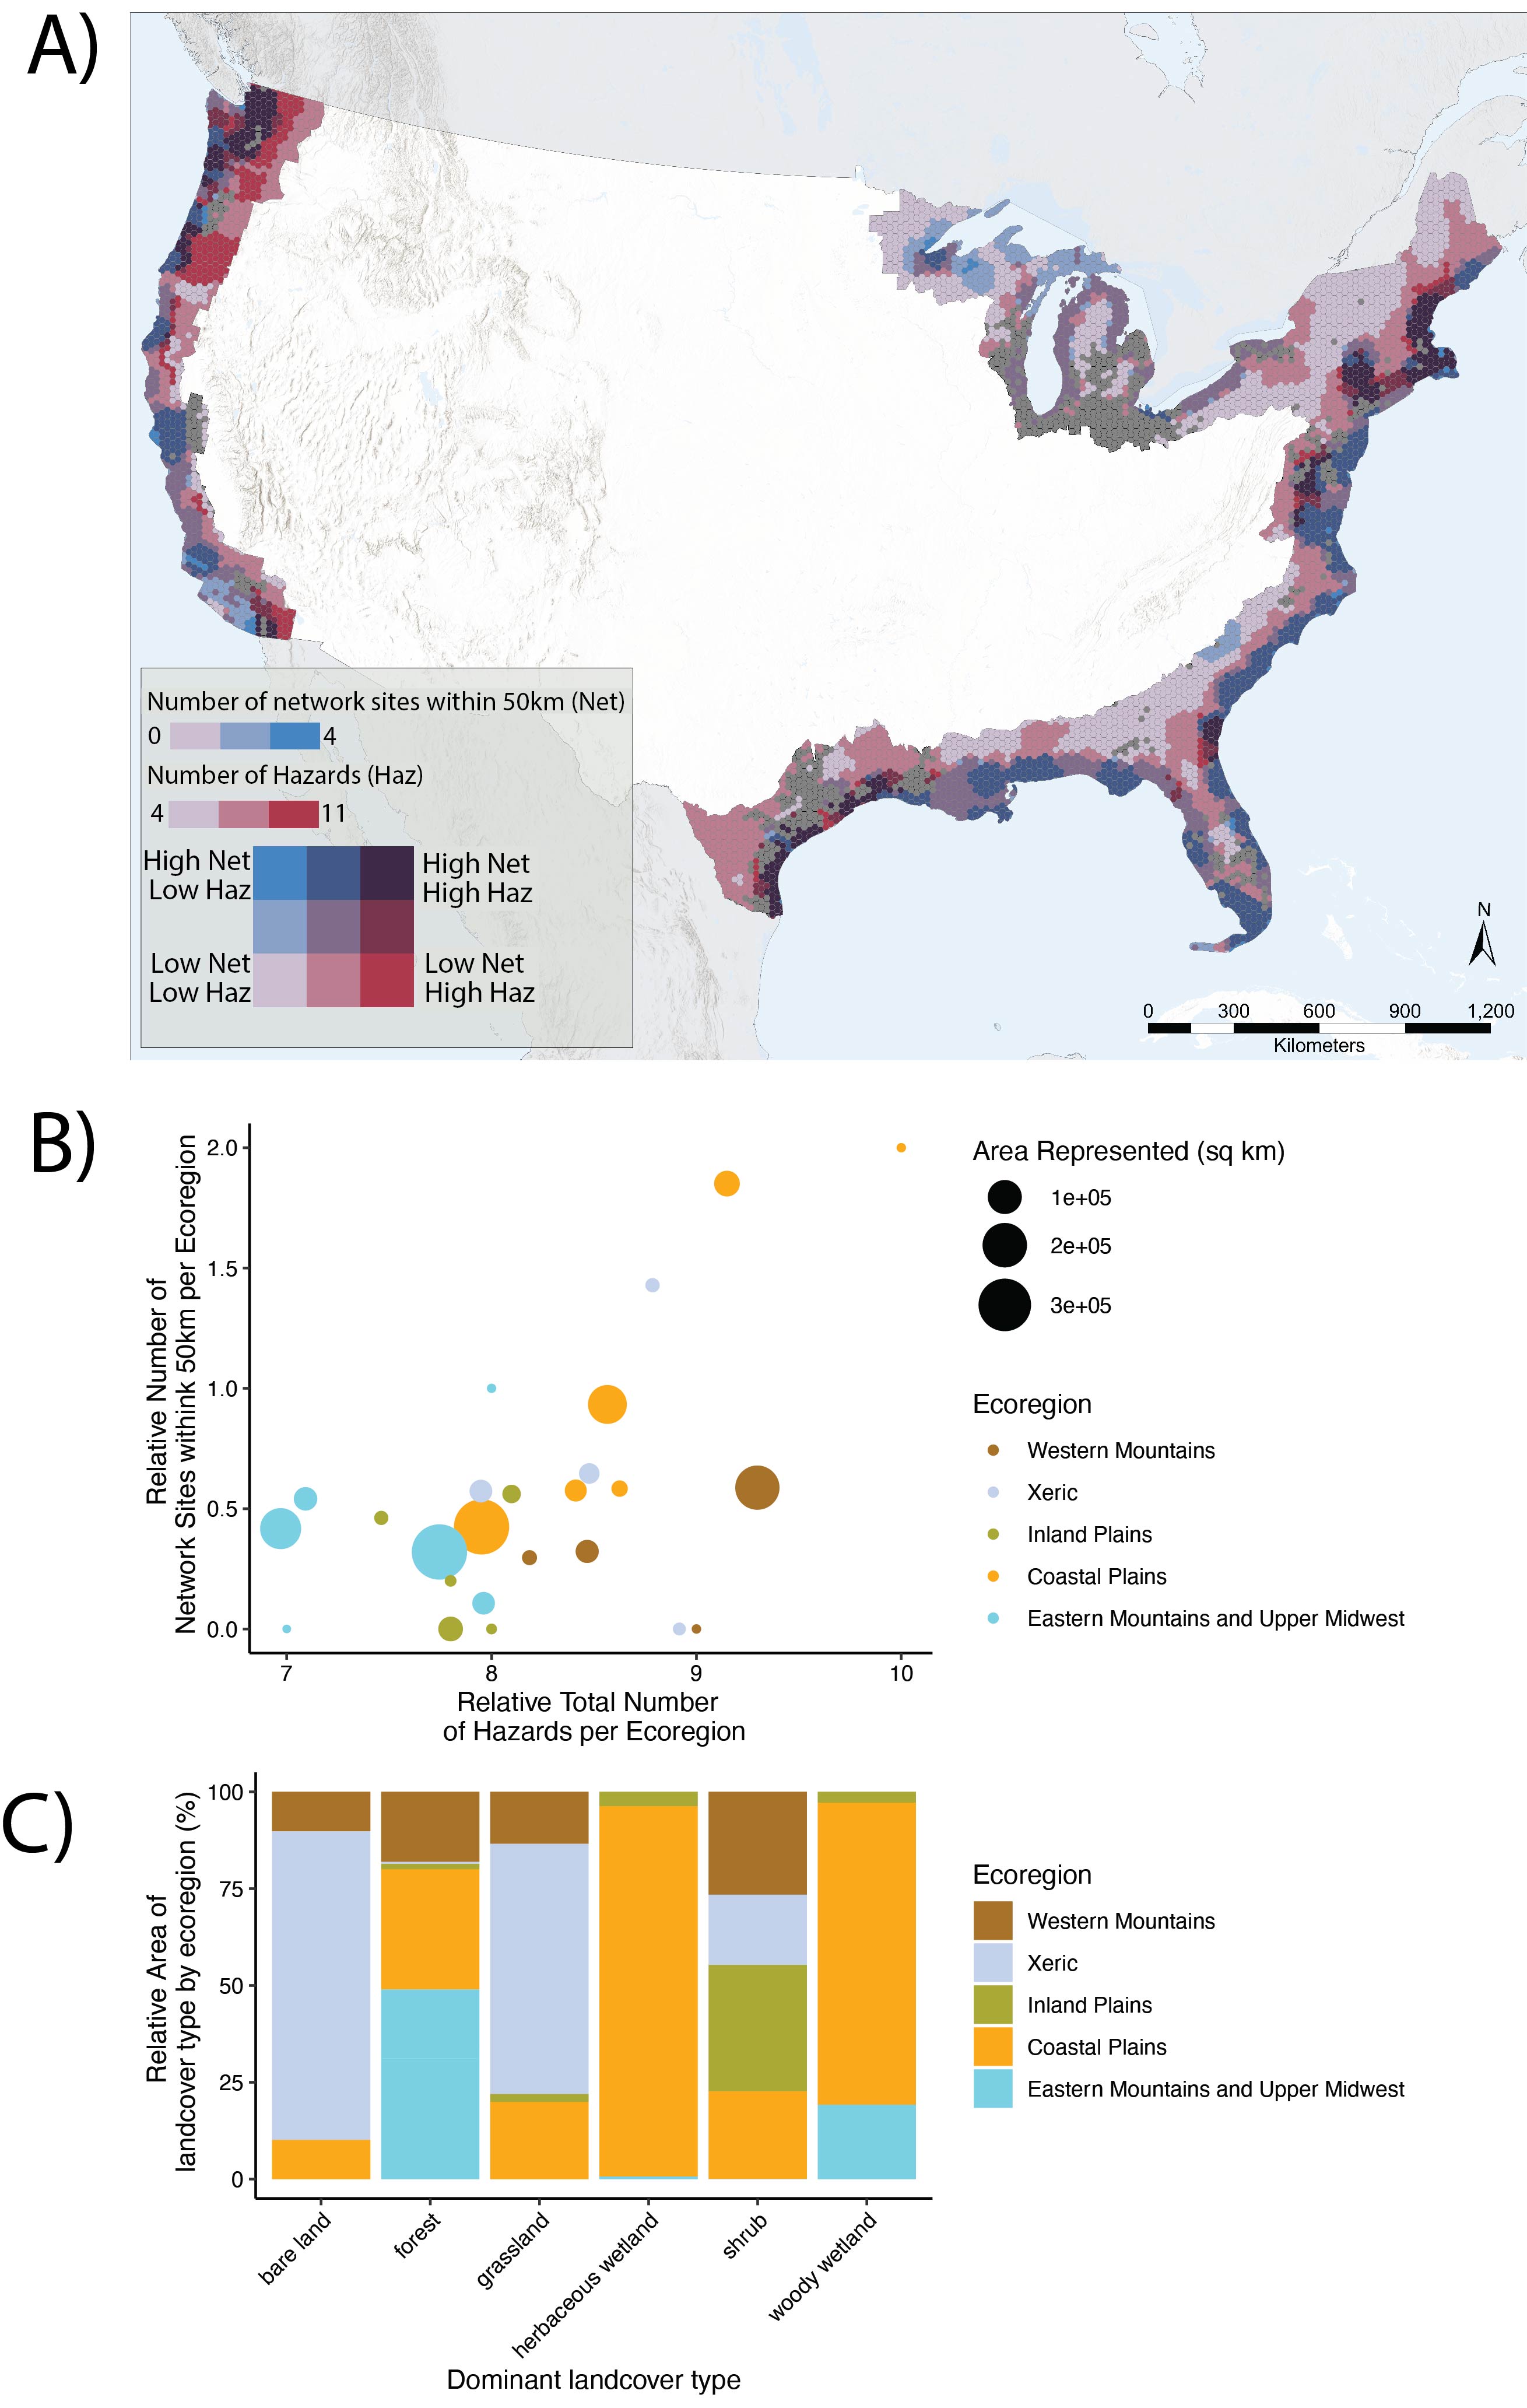 A)
Number of network sites within 50km (Net)
0 4
Number of Hazards (Haz)
4 11
High Net
Low Haz
High Net
High Haz
Low Net
Low Haz
Low Net
High Haz
N
0 300 600 900 1,200
Kilometers
B)
Relative Number of
Network Sites withink 50km per Ecoregion
2.0
1.5
1.0
0.5
0.0
7 8 9 10
Relative Total Number
of Hazards per Ecoregion
Area Represented (sq km)
1e+05
2e+05
3e+05
Ecoregion
Western Mountains
Xeric
Inland Plains
Coastal Plains
Eastern Mountains and Upper Midwest
C)
Relative Area of
landcover type by ecoregion (%)
100
75
50
25
0
bare land
forest
grassland
herbaceous wetland
shrub
woody wetland
Dominant landcover type
Ecoregion
Western Mountains
Xeric
Inland Plains
Coastal Plains
Eastern Mountains and Upper Midwest